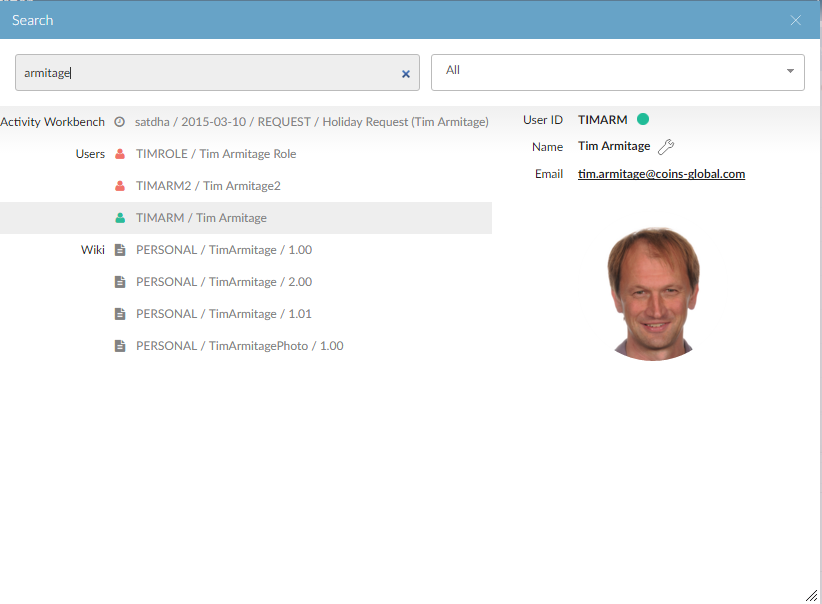 Search
armitage
All
Activity Workbench satdha / 2015-03-10 / REQUEST / Holiday Request (Tim Armitage)
Users TIMROLE / Tim Armitage Role
TIMARM2 / Tim Armitage2
TIMARM / Tim Armitage
Wiki PERSONAL / TimArmitage / 1.00
PERSONAL / TimArmitage / 2.00
PERSONAL / TimArmitage / 1.01
PERSONAL / TimArmitagePhoto / 1.00
User ID TIMARM
Name Tim Armitage
Email tim.armitage@coins-global.com